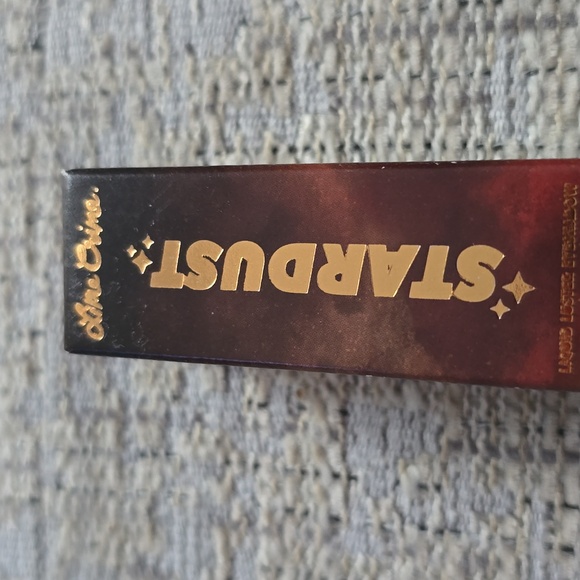 Lime Crime.
STARDUST
LIQUID LUSTER EYESHADOW